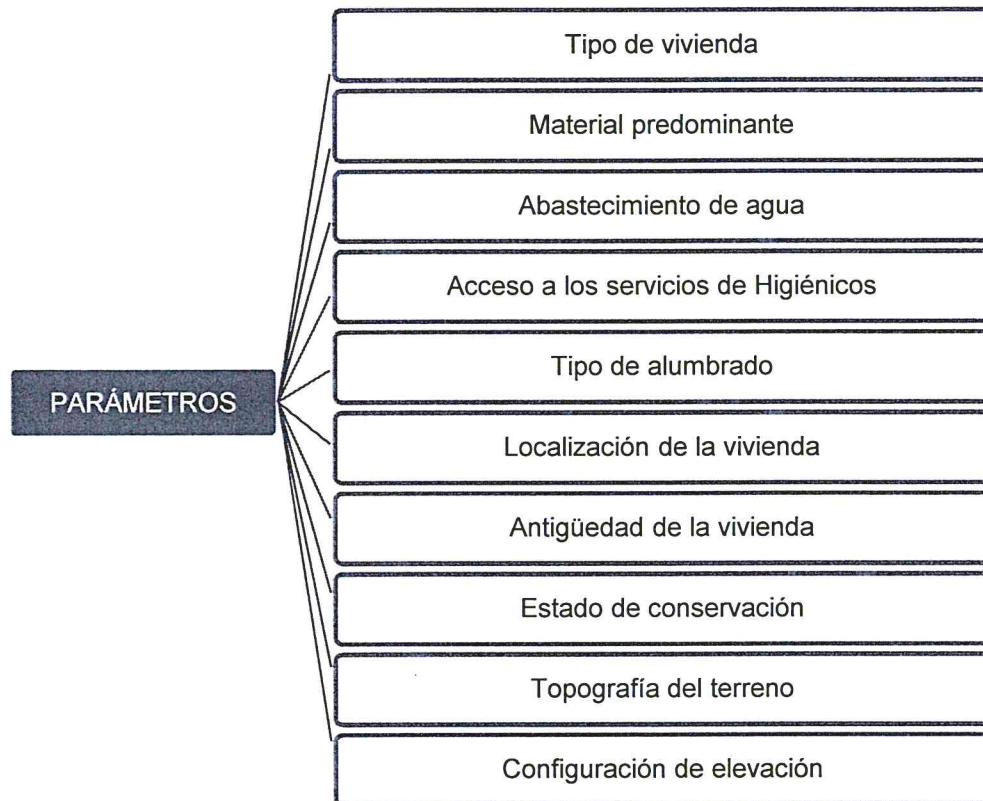 Tipo de vivienda
Material predominante
Abastecimiento de agua
Acceso a los servicios de Higiénicos
Tipo de alumbrado
PARÁMETROS
Localización de la vivienda
Antigüedad de la vivienda
Estado de conservación
Topografía del terreno
Configuración de elevación